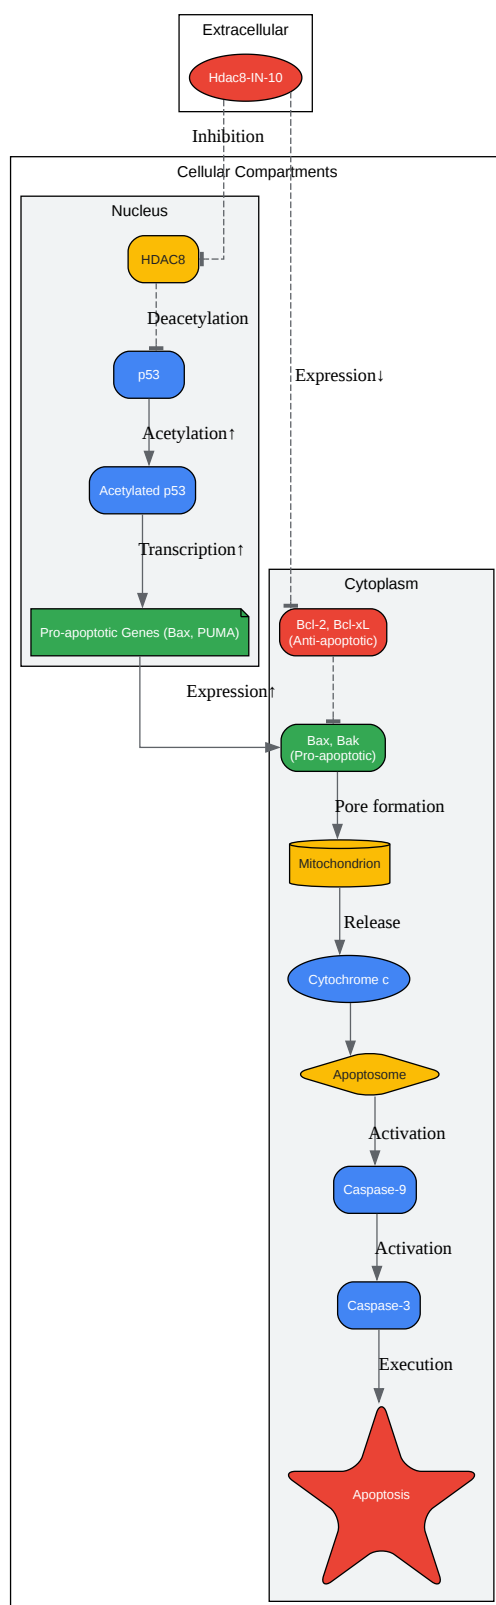 Extracellular
Hdac8-IN-10
Inhibition
Cellular Compartments
Nucleus
HDAC8
Deacetylation
p53
Expression↓
Acetylation↑
Acetylated p53
Transcription↑
Cytoplasm
Pro-apoptotic Genes (Bax, PUMA)
Bcl-2, Bcl-xL
(Anti-apoptotic)
Expression↑
Bax, Bak
(Pro-apoptotic)
Pore formation
Mitochondrion
Release
Cytochrome c
Apoptosome
Activation
Caspase-9
Activation
Caspase-3
Execution
Apoptosis